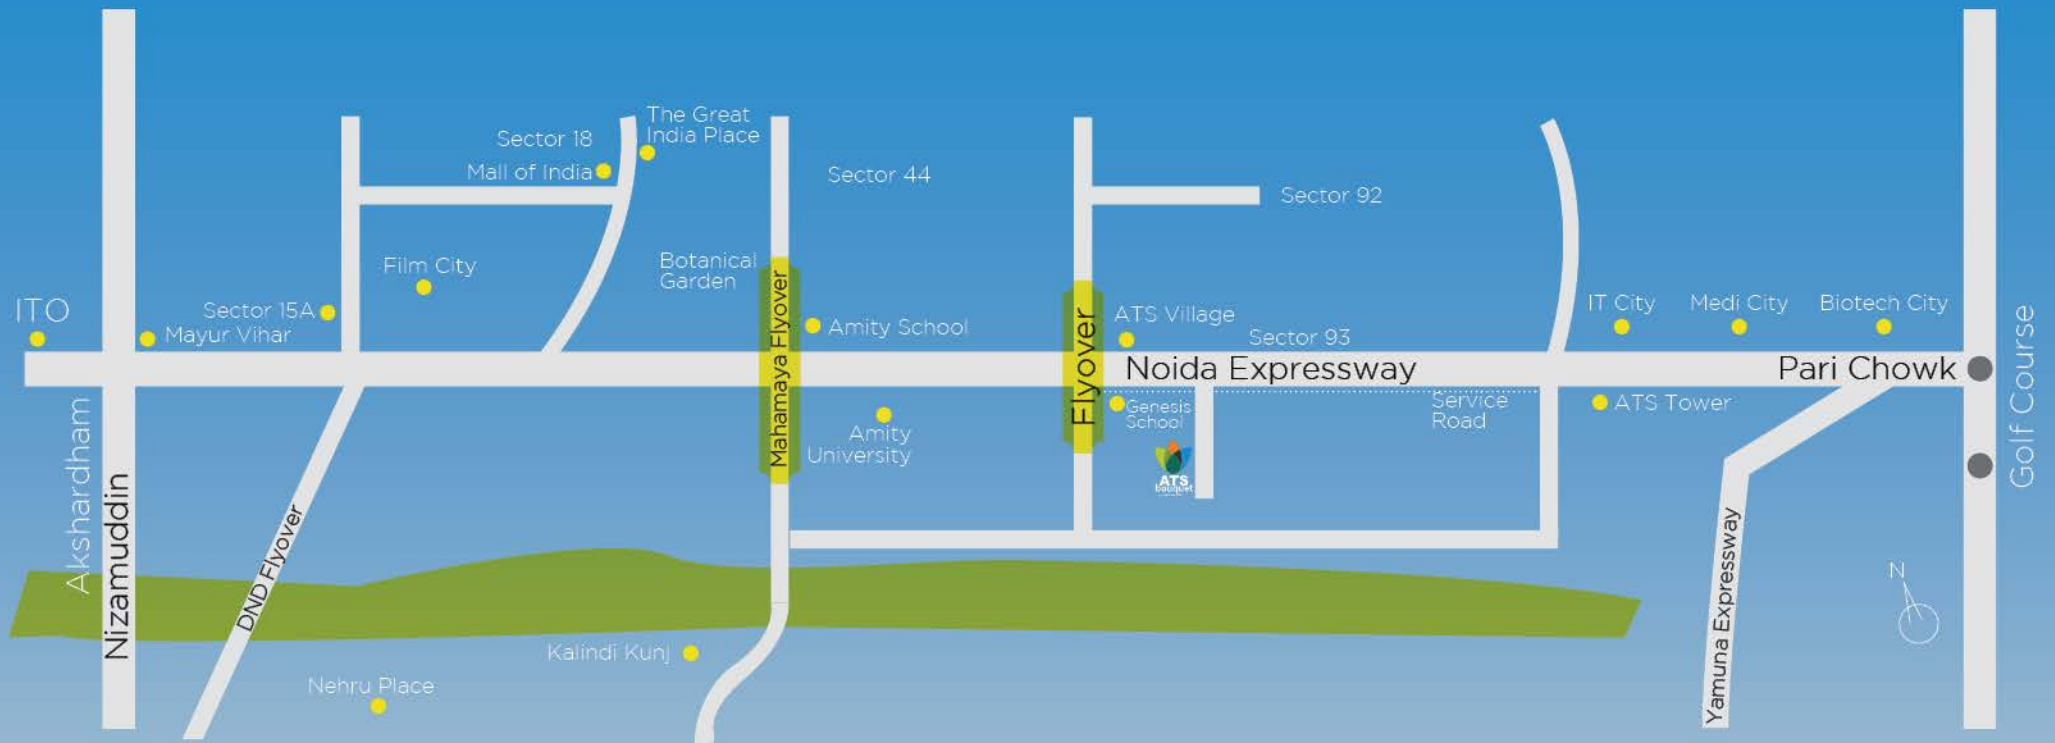 The Great
India Place
Sector 18
Mall of India
Sector 44
Sector 92
Botanical
Garden
Film City
Mahamaya Flyover
Flyover
ITO
Sector 15A
Mayur Vihar
Amity School
ATS Village
Sector 93
IT City
Medi City
Biotech City
Noida Expressway
Pari Chowk
Golf Course
Akshardham
Nizamuddin
DND Flyover
Amity
University
Genesis
School
Service
Road
ATS Tower
ATS
bouquet
Yamuna Expressway
N
Kalindi Kunj
Nehru Place